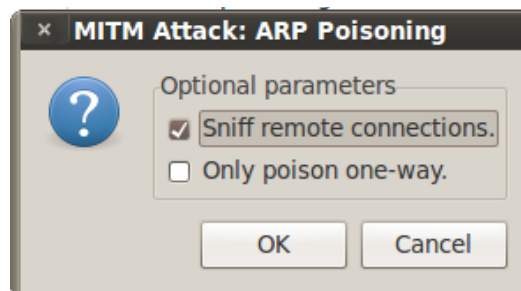 MITM Attack: ARP Poisoning
Optional parameters
Sniff remote connections.
Only poison one-way.
OK Cancel